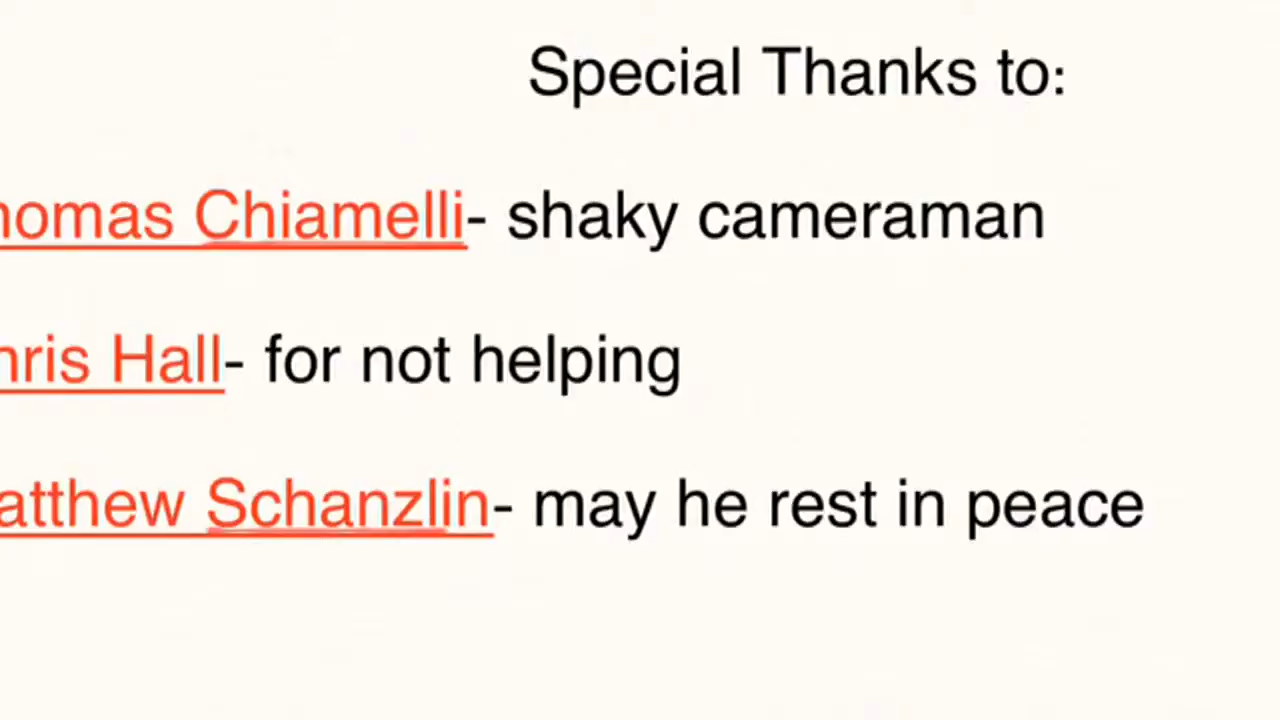 Special Thanks to:
homas Chiamelli- shaky cameraman
hris Hall- for not helping
atthew Schanzlin- may he rest in peace